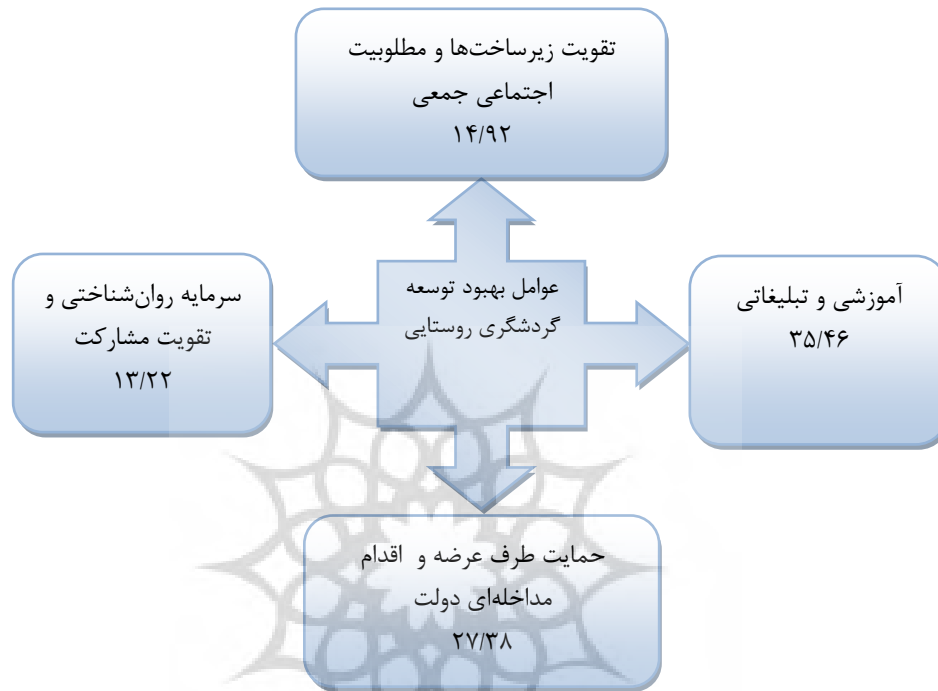 تقویت زیرساخت‌ها و مطلوبیت
اجتماعی جمعی
۱۴/۹۲
عوامل بهبود توسعه
گردشگری روستایی
آموزشی و تبلیغاتی
۳۵/۴۶
سرمایه روان‌شناختی و
تقویت مشارکت
۱۳/۲۲
حمایت طرف عرضه و اقدام
مداخله‌ای دولت
۲۷/۳۸